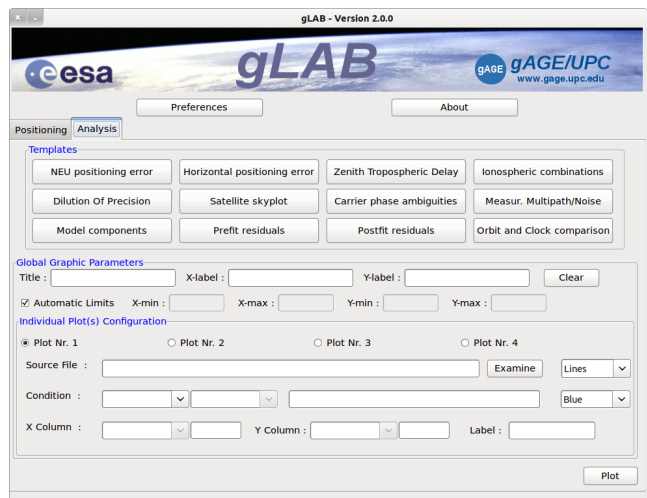 gLAB - Version 2.0.0
esa
gLAB
gAGE gAGE/UPC
www.gage.upc.edu
Preferences About
Positioning Analysis
Templates
NEU positioning error Horizontal positioning error Zenith Tropospheric Delay Ionospheric combinations
Dilution Of Precision Satellite skyplot Carrier phase ambiguities Measur. Multipath/Noise
Model components Prefit residuals Postfit residuals Orbit and Clock comparison
Global Graphic Parameters
Title : X-label : Y-label : Clear
Automatic Limits X-min : X-max : Y-min : Y-max :
Individual Plot(s) Configuration
Plot Nr. 1 Plot Nr. 2 Plot Nr. 3 Plot Nr. 4
Source File : Examine Lines
Condition : Blue
X Column : Y Column : Label :
Plot